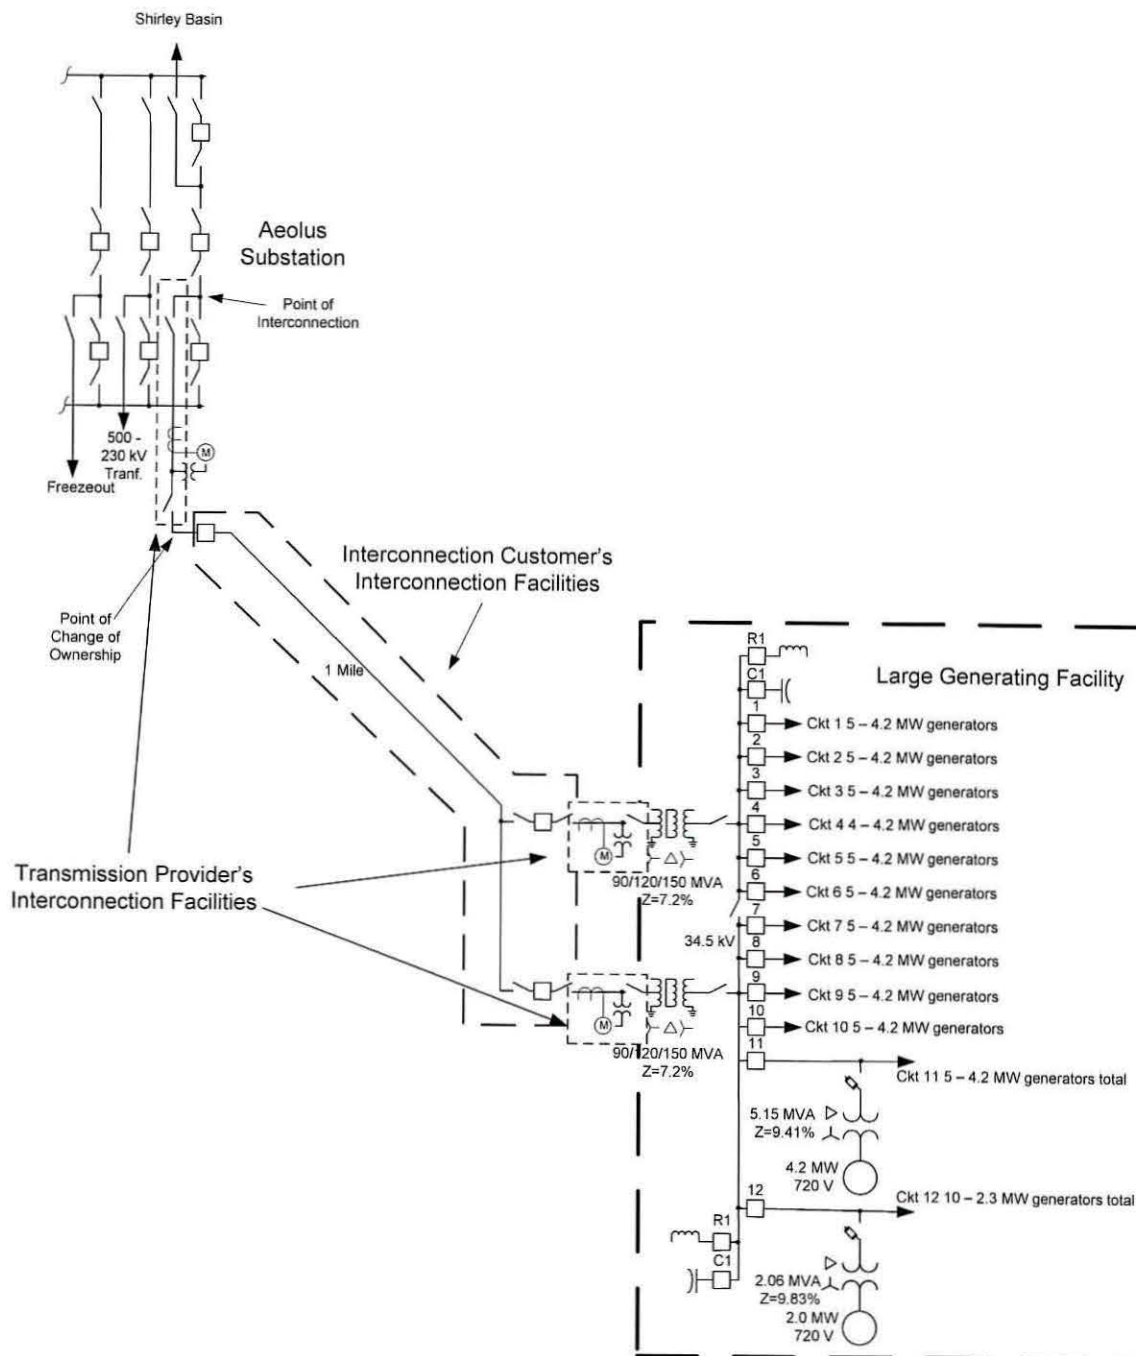 Shirley Basin
Aeolus
Substation
Point of
Interconnection
500 -
230 kV
Tranf.
Freezeout
M
Interconnection Customer's
Interconnection Facilities
Point of
Change of
Ownership
1 Mile
Transmission Provider's
Interconnection Facilities
Large Generating Facility
R1
C1
1
Ckt 1 5 – 4.2 MW generators
2
Ckt 2 5 – 4.2 MW generators
3
Ckt 3 5 – 4.2 MW generators
4
Ckt 4 4 – 4.2 MW generators
5
Ckt 5 5 – 4.2 MW generators
6
Ckt 6 5 – 4.2 MW generators
7
Ckt 7 5 – 4.2 MW generators
8
Ckt 8 5 – 4.2 MW generators
9
Ckt 9 5 – 4.2 MW generators
10
Ckt 10 5 – 4.2 MW generators
11
Ckt 11 5 – 4.2 MW generators total
M
90/120/150 MVA
Z=7.2%
34.5 kV
M
90/120/150 MVA
Z=7.2%
5.15 MVA
Z=9.41%
4.2 MW
720 V
12
Ckt 12 10 – 2.3 MW generators total
R1
C1
2.06 MVA
Z=9.83%
2.0 MW
720 V